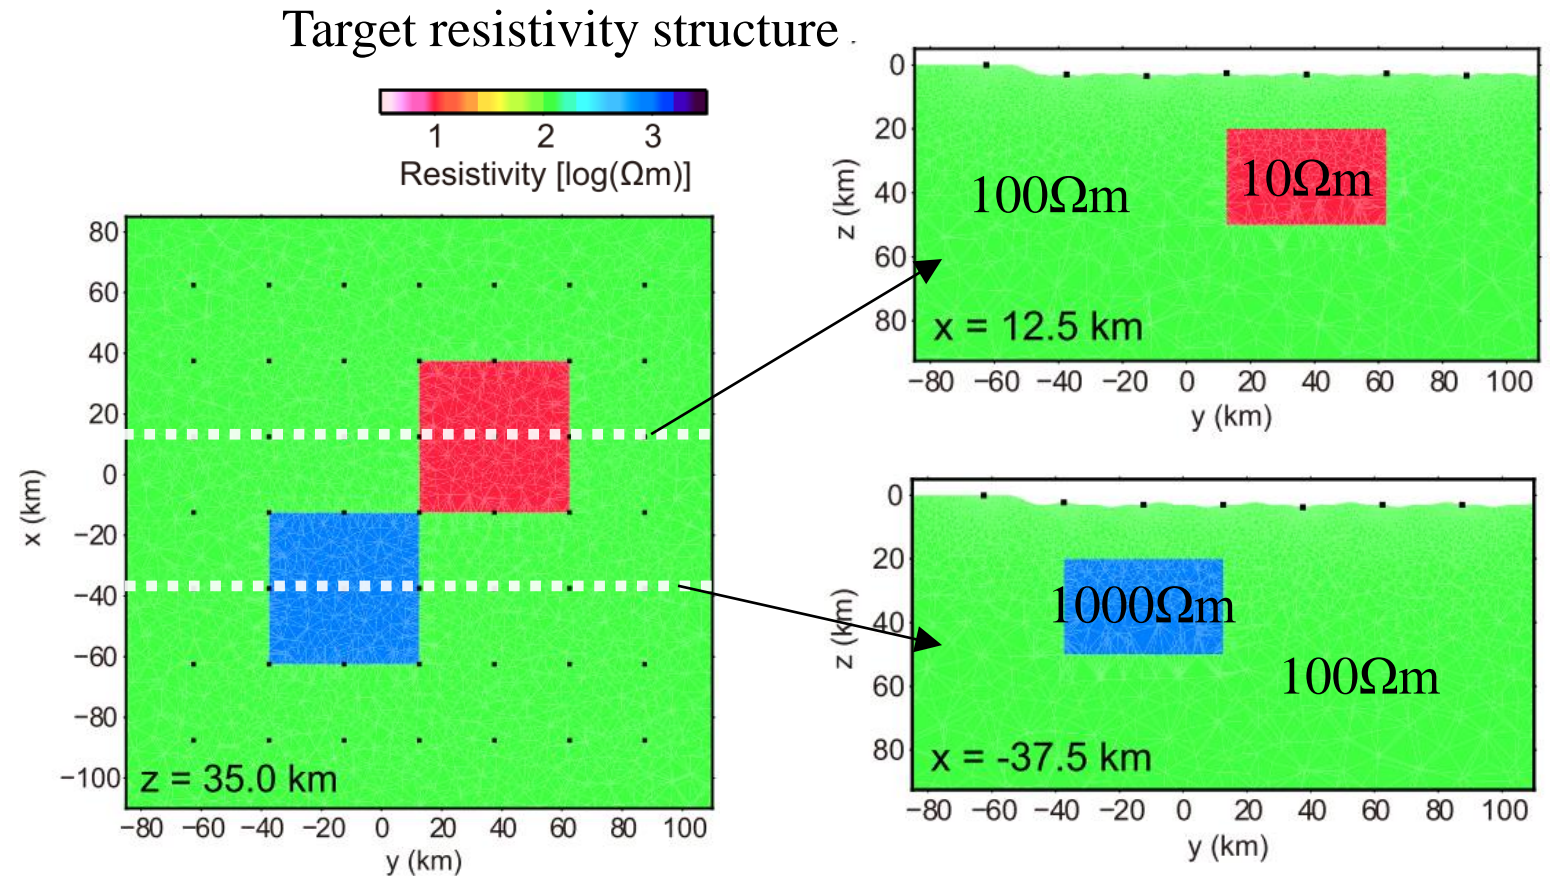 Target resistivity structure
1 2 3
Resistivity [log(Ωm)]
80
60
40
20
0
−20
−40
−60
−80
−100
x (km)
z = 35.0 km
−80 −60 −40 −20 0 20 40 60 80 100
y (km)
0
20
40
60
80
z (km)
100Ωm
10Ωm
x = 12.5 km
−80 −60 −40 −20 0 20 40 60 80 100
y (km)
0
20
40
60
80
z (km)
1000Ωm
100Ωm
x = -37.5 km
−80 −60 −40 −20 0 20 40 60 80 100
y (km)